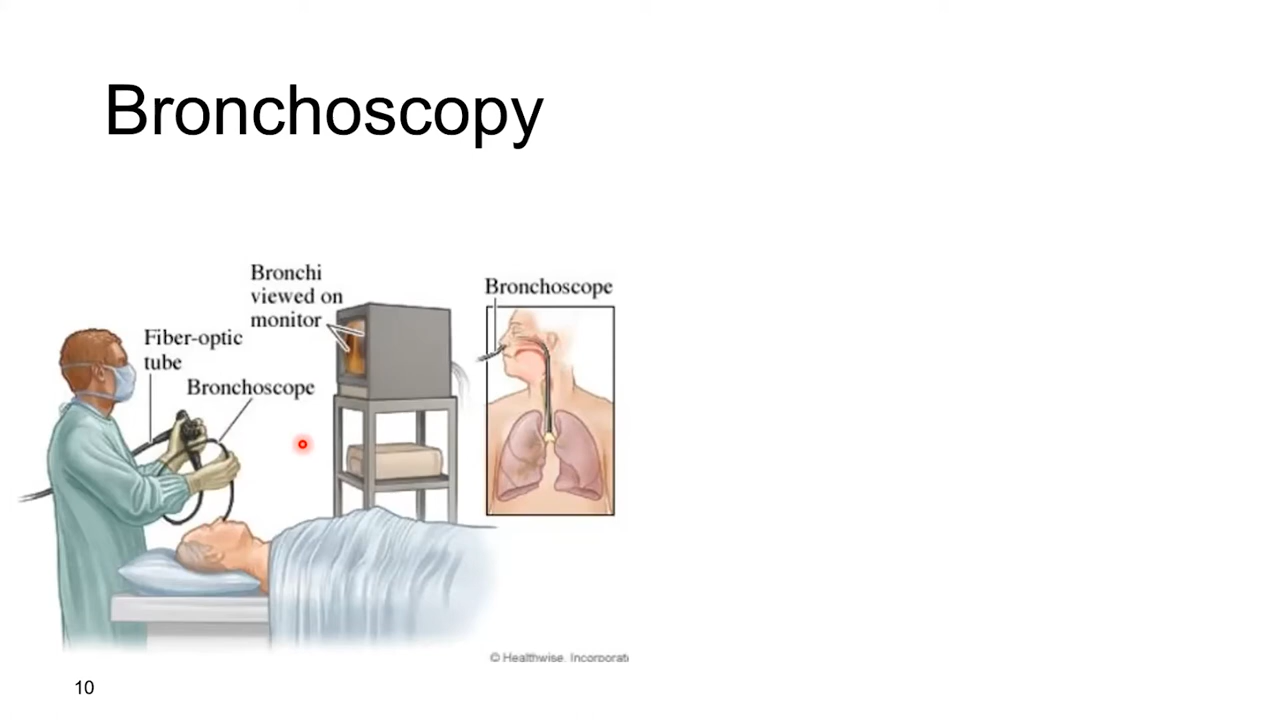 Bronchoscopy
Bronchi
viewed on
monitor
Bronchoscope
Fiber-optic
tube
Bronchoscope
© Healthwise, Incorporat
10